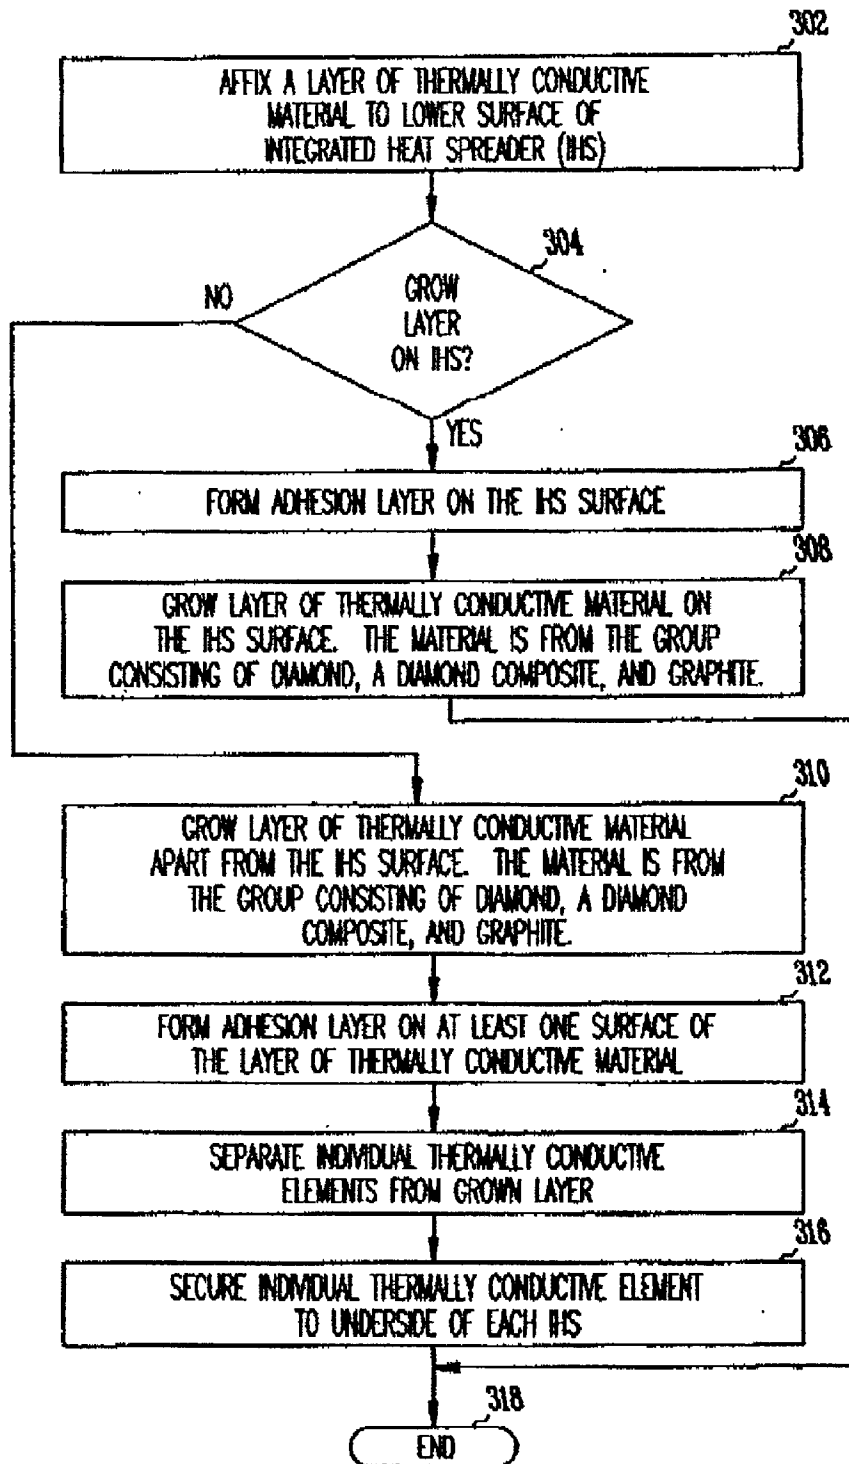 302
AFFIX A LAYER OF THERMALLY CONDUCTIVE
MATERIAL TO LOWER SURFACE OF
INTEGRATED HEAT SPREADER (IHS)
304
NO
GROW
LAYER
ON IHS?
YES
306
FORM ADHESION LAYER ON THE IHS SURFACE
308
GROW LAYER OF THERMALLY CONDUCTIVE MATERIAL ON
THE IHS SURFACE. THE MATERIAL IS FROM THE GROUP
CONSISTING OF DIAMOND, A DIAMOND COMPOSITE, AND GRAPHITE.
310
GROW LAYER OF THERMALLY CONDUCTIVE MATERIAL
APART FROM THE IHS SURFACE. THE MATERIAL IS FROM
THE GROUP CONSISTING OF DIAMOND, A DIAMOND
COMPOSITE, AND GRAPHITE.
312
FORM ADHESION LAYER ON AT LEAST ONE SURFACE OF
THE LAYER OF THERMALLY CONDUCTIVE MATERIAL
314
SEPARATE INDIVIDUAL THERMALLY CONDUCTIVE
ELEMENTS FROM GROWN LAYER
316
SECURE INDIVIDUAL THERMALLY CONDUCTIVE ELEMENT
TO UNDERSIDE OF EACH IHS
318
END